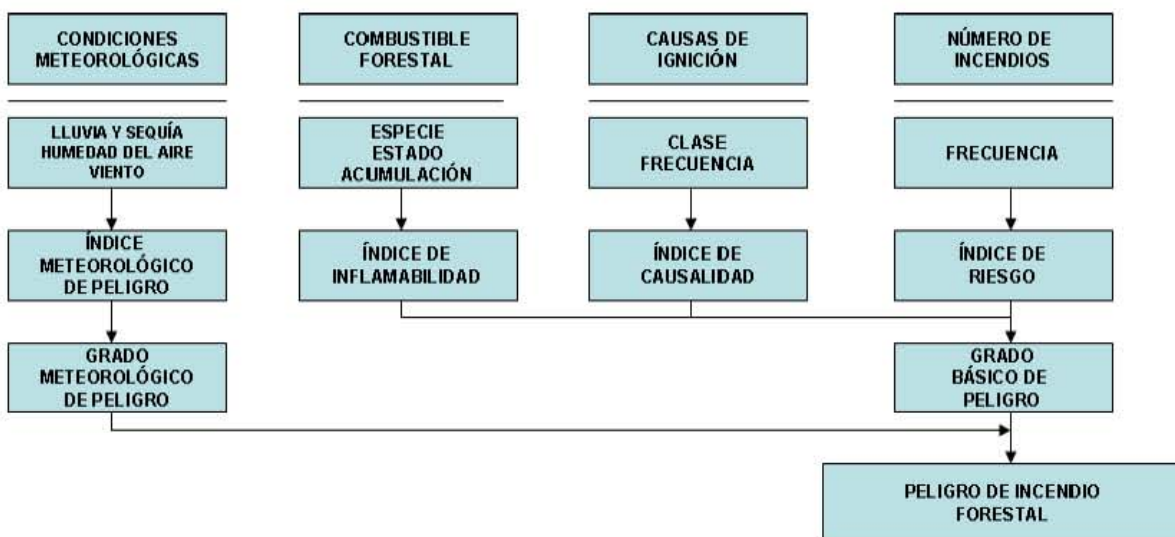 CONDICIONES
METEOROLÓGICAS
COMBUSTIBLE
FORESTAL
CAUSAS DE
IGNICIÓN
NÚMERO DE
INCENDIOS
LLUVIA Y SEQUÍA
HUMEDAD DEL AIRE
VIENTO
ESPECIE
ESTADO
ACUMULACIÓN
CLASE
FRECUENCIA
FRECUENCIA
ÍNDICE
METEOROLÓGICO
DE PELIGRO
ÍNDICE DE
INFLAMABILIDAD
ÍNDICE DE
CAUSALIDAD
ÍNDICE DE
RIESGO
GRADO
METEOROLÓGICO
DE PELIGRO
GRADO
BÁSICO DE
PELIGRO
PELIGRO DE INCENDIO
FORESTAL